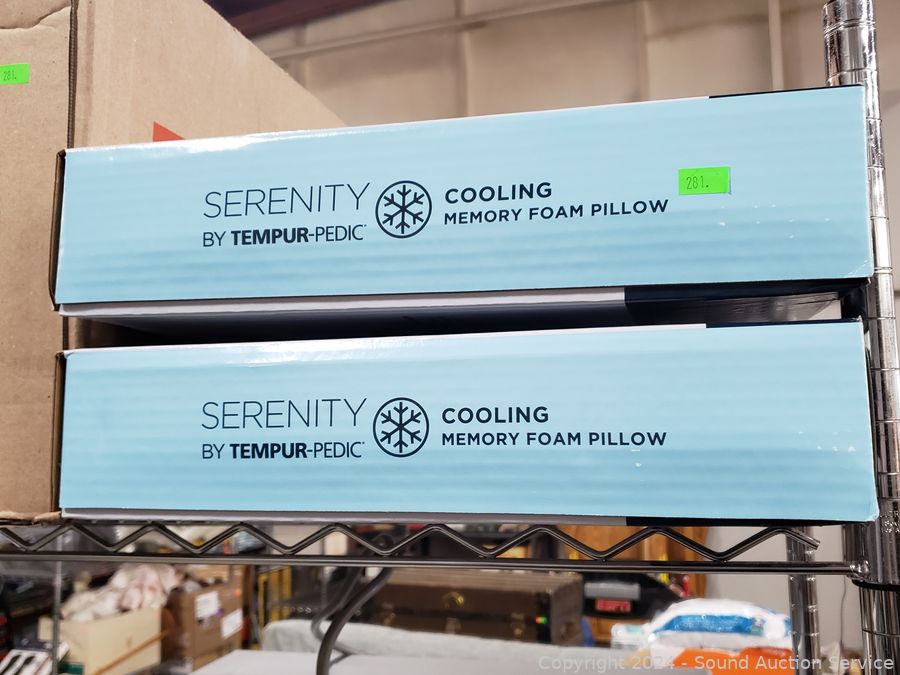 281.
SERENITY
BY TEMPUR-PEDIC
COOLING
MEMORY FOAM PILLOW
281.
SERENITY
BY TEMPUR-PEDIC
COOLING
MEMORY FOAM PILLOW
ESPN
Copyright 2024 - Sound Auction Service